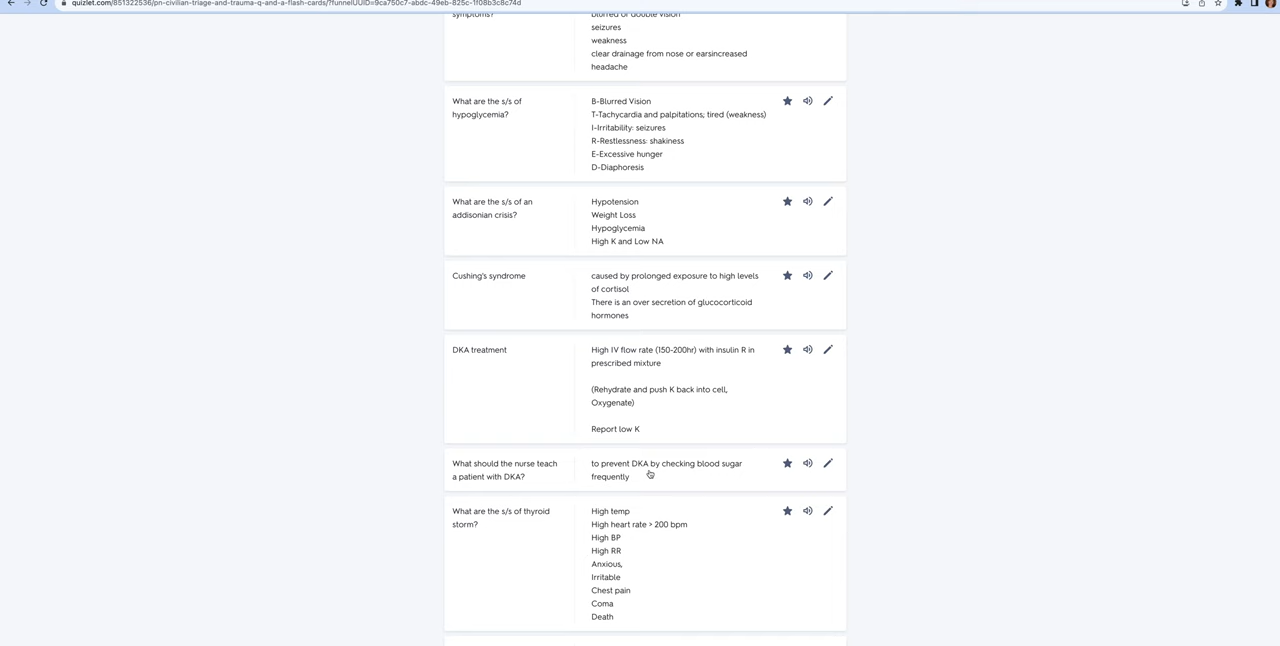 quizlet.com/851322536/pn-civilian-triage-and-trauma-q-and-a-flash-cards/?funnelUUID=9ca750c7-abdc-49eb-825c-1f08b3c8c74d
symptoms?
blurred or double vision
seizures
weakness
clear drainage from nose or earsincreased
headache
What are the s/s of
hypoglycemia?
B-Blurred Vision
T-Tachycardia and palpitations; tired (weakness)
I-Irritability: seizures
R-Restlessness: shakiness
E-Excessive hunger
D-Diaphoresis
What are the s/s of an
addisonian crisis?
Hypotension
Weight Loss
Hypoglycemia
High K and Low NA
Cushing's syndrome
caused by prolonged exposure to high levels
of cortisol
There is an over secretion of glucocorticoid
hormones
DKA treatment
High IV flow rate (150-200hr) with insulin R in
prescribed mixture
(Rehydrate and push K back into cell,
Oxygenate)
Report low K
What should the nurse teach
a patient with DKA?
to prevent DKA by checking blood sugar
frequently
What are the s/s of thyroid
storm?
High temp
High heart rate > 200 bpm
High BP
High RR
Anxious,
Irritable
Chest pain
Coma
Death